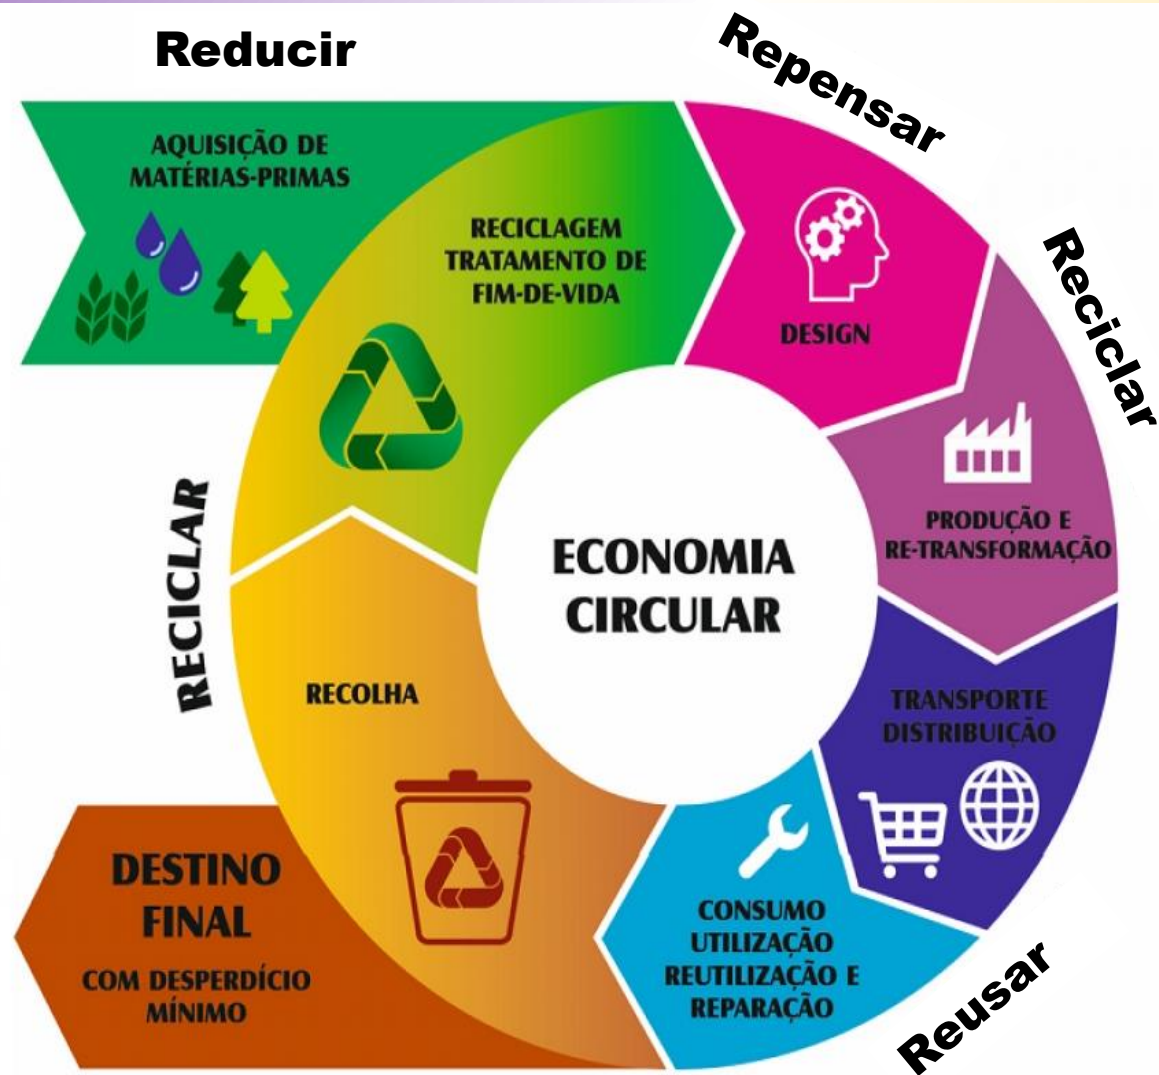 Reducir
Repensar
AQUISIÇÃO DE
MATÉRIAS-PRIMAS
RECICLAGEM
TRATAMENTO DE
FIM-DE-VIDA
DESIGN
Reciclar
PRODUÇÃO E
RE-TRANSFORMAÇÃO
ECONOMIA
CIRCULAR
RECICLAR
RECOLHA
TRANSPORTE
DISTRIBUIÇÃO
DESTINO
FINAL
COM DESPERDÍCIO
MÍNIMO
CONSUMO
UTILIZAÇÃO
REUTILIZAÇÃO E
REPARAÇÃO
Reusar